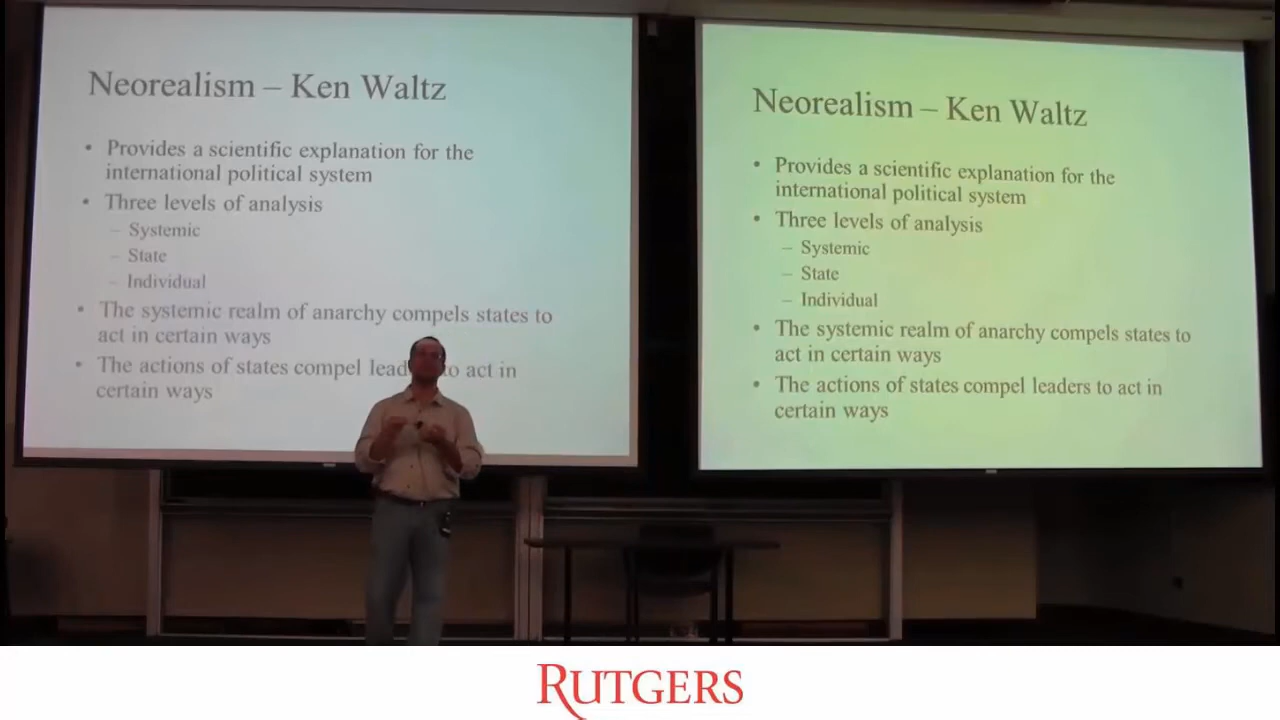 Neorealism – Ken Waltz
• Provides a scientific explanation for the
international political system
• Three levels of analysis
– Systemic
– State
– Individual
• The systemic realm of anarchy compels states to
act in certain ways
• The actions of states compel lead to act in
certain ways
Neorealism – Ken Waltz
• Provides a scientific explanation for the
international political system
• Three levels of analysis
– Systemic
– State
– Individual
• The systemic realm of anarchy compels states to
act in certain ways
• The actions of states compel leaders to act in
certain ways
RUTGERS